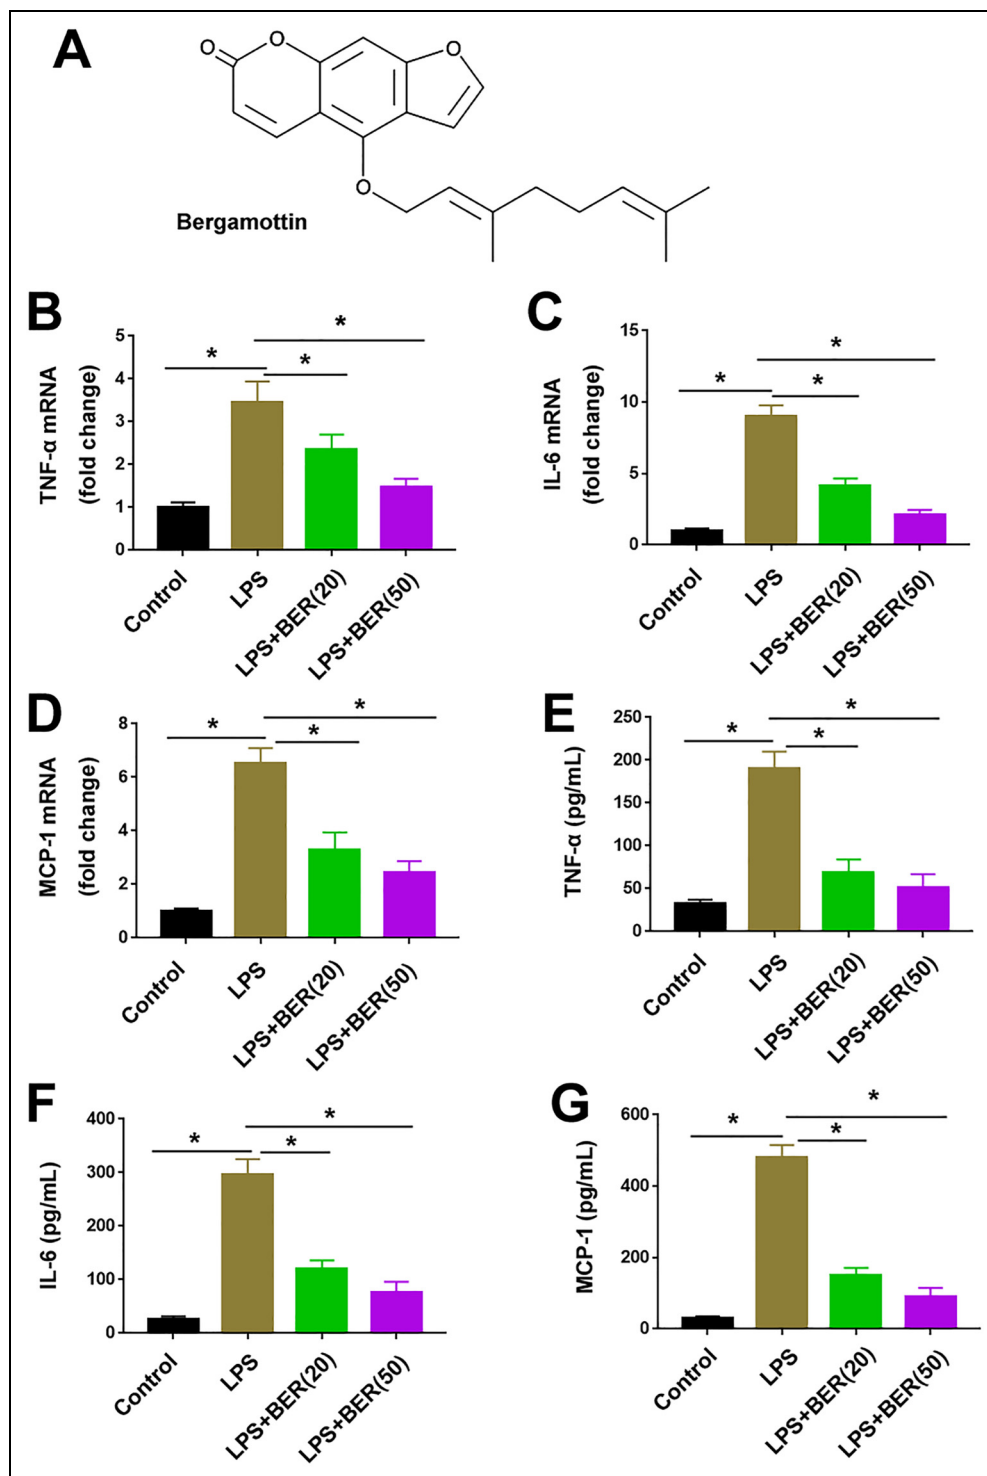 A
O
O
O
O
Bergamottin
B
TNF-α mRNA
(fold change)
5
4
3
2
1
0
*
*
*
Control
LPS
LPS+BER(20)
LPS+BER(50)
C
IL-6 mRNA
(fold change)
15
10
5
0
*
*
*
Control
LPS
LPS+BER(20)
LPS+BER(50)
D
MCP-1 mRNA
(fold change)
8
6
4
2
0
*
*
*
Control
LPS
LPS+BER(20)
LPS+BER(50)
E
TNF-α (pg/mL)
250
200
150
100
50
0
*
*
*
Control
LPS
LPS+BER(20)
LPS+BER(50)
F
IL-6 (pg/mL)
400
300
200
100
0
*
*
*
Control
LPS
LPS+BER(20)
LPS+BER(50)
G
MCP-1 (pg/mL)
600
400
200
0
*
*
*
Control
LPS
LPS+BER(20)
LPS+BER(50)